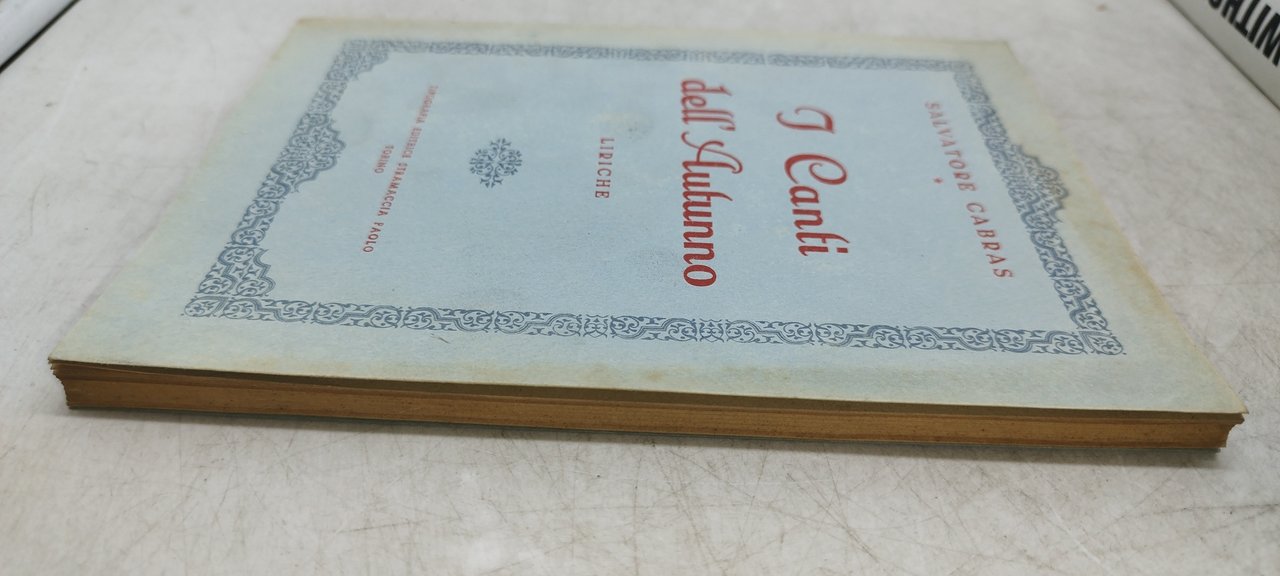 SALVATORE CABRAS
I Canti
dell'Autunno
LIRICHE
TIPOGRAFIA EDITRICE STRAMACCIA PAOLO
TORINO